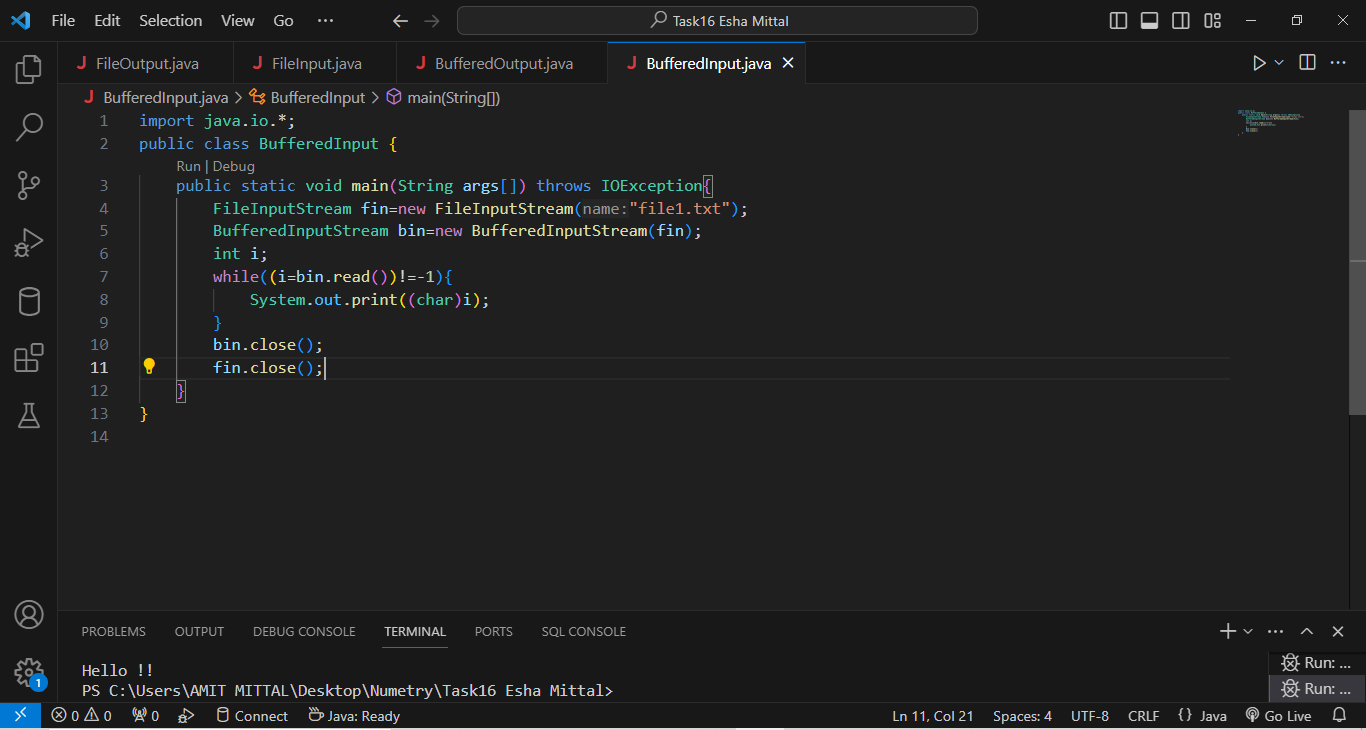 File Edit Selection View Go ··· Task16 Esha Mittal
FileOutput.java FileInput.java BufferedOutput.java BufferedInput.java
BufferedInput.java > BufferedInput > main(String[])
1 import java.io.*;
2 public class BufferedInput {
Run | Debug
3 public static void main(String args[]) throws IOException{
4 FileInputStream fin=new FileInputStream(name:"file1.txt");
5 BufferedInputStream bin=new BufferedInputStream(fin);
6 int i;
7 while((i=bin.read())!=-1){
8 System.out.print((char)i);
9 }
10 bin.close();
11 fin.close();
12 }
13 }
14
PROBLEMS OUTPUT DEBUG CONSOLE TERMINAL PORTS SQL CONSOLE
Hello !!
Run: ...
PS C:\Users\AMIT MITTAL\Desktop\Numetry\Task16 Esha Mittal>
Run: ...
1
0 0 0 Connect Java: Ready Ln 11, Col 21 Spaces: 4 UTF-8 CRLF {} Java Go Live